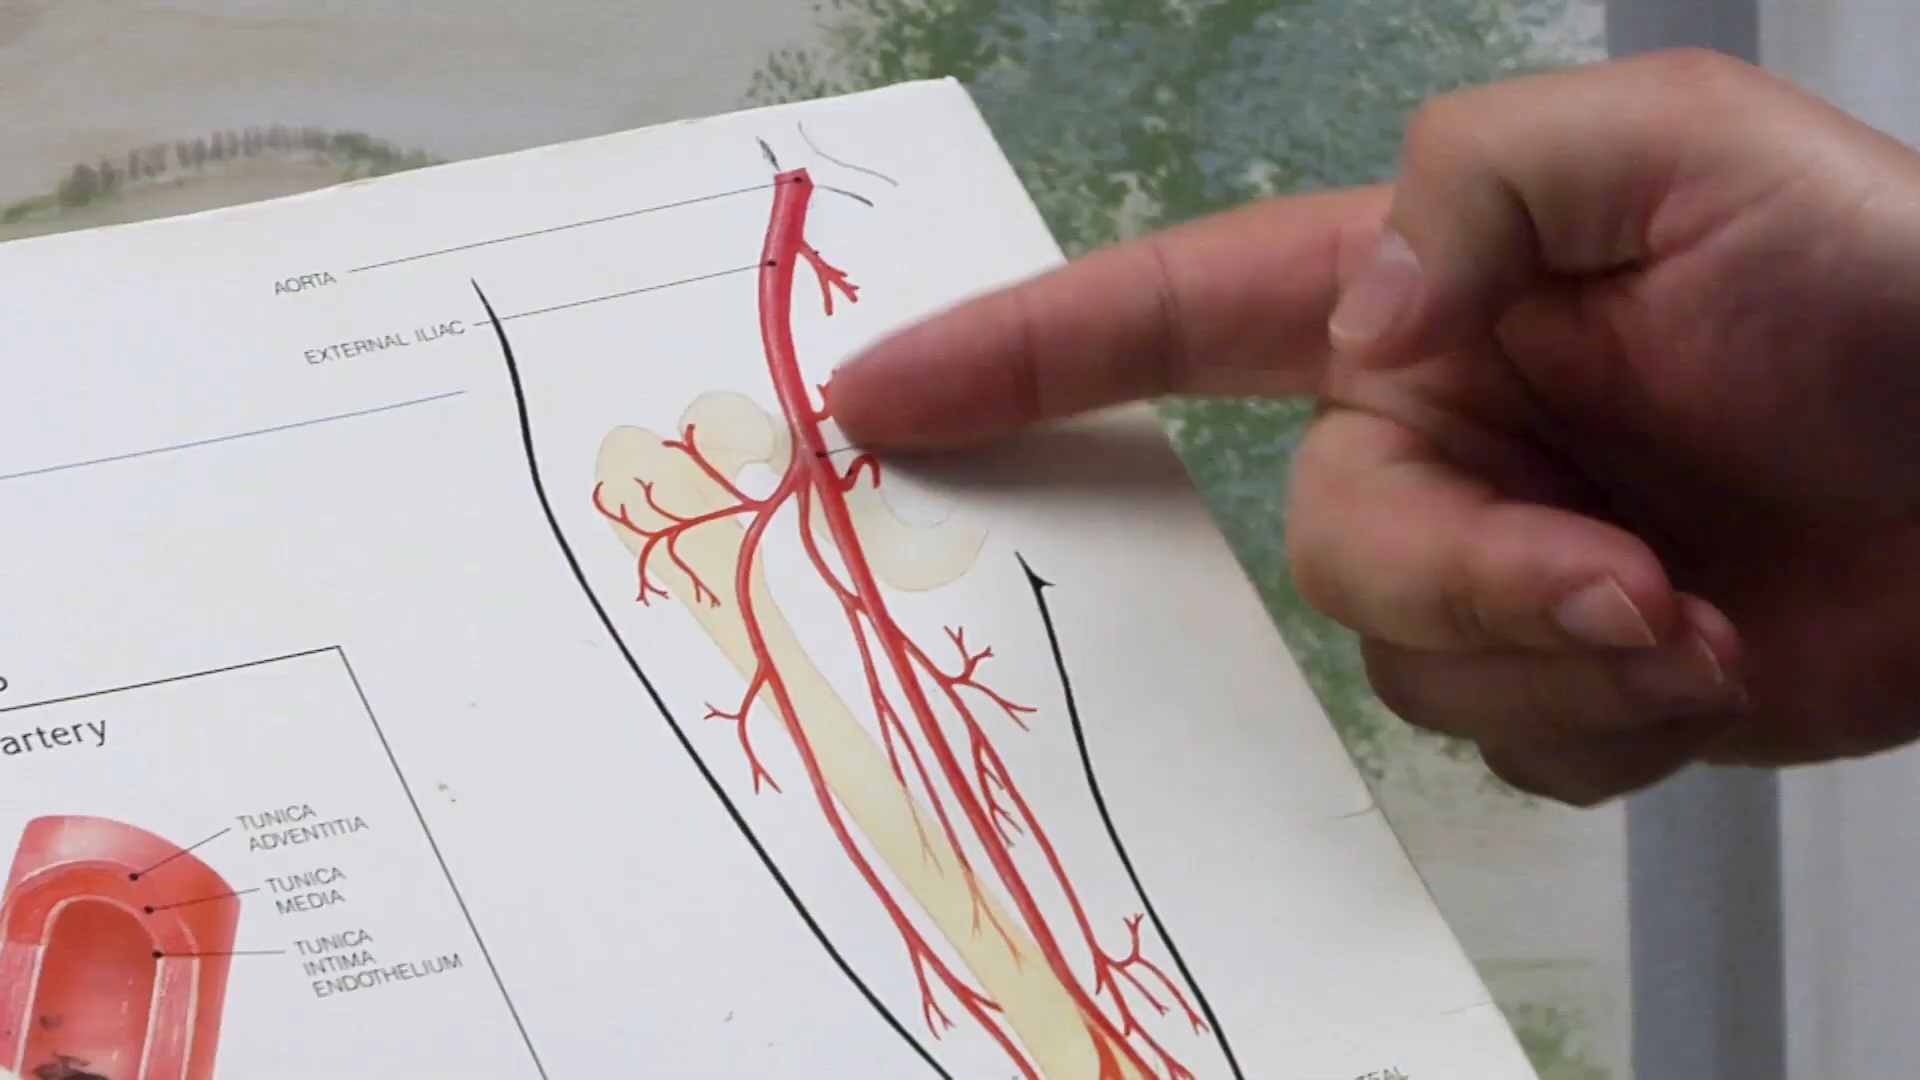 AORTA
EXTERNAL ILIAC
artery
TUNICA
ADVENTITIA
TUNICA
MEDIA
TUNICA
INTIMA
ENDOTHELIUM